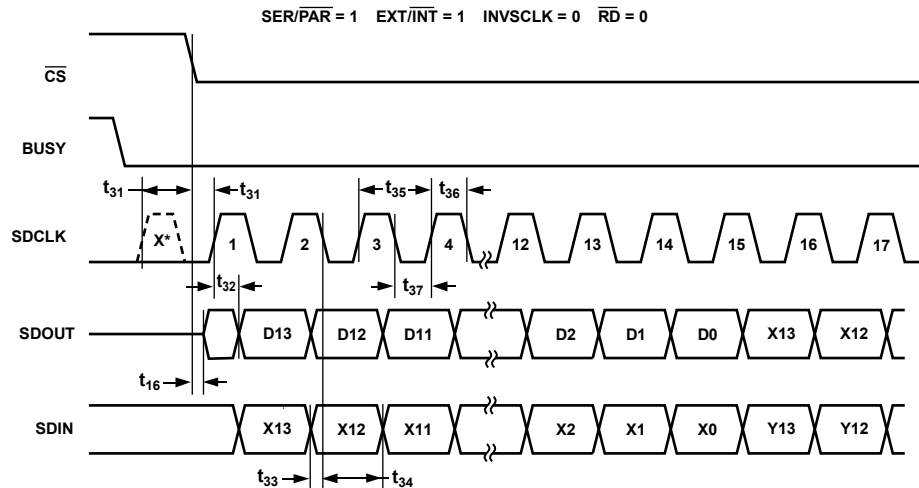 SER/PAR = 1 EXT/INT = 1 INVSCLK = 0 RD = 0
CS
BUSY
t31 t31 t35 t36
SDCLK X* 1 2 3 4 12 13 14 15 16 17
t32 t37
SDOUT D13 D12 D11 D2 D1 D0 X13 X12
t16
SDIN X13 X12 X11 X2 X1 X0 Y13 Y12
t33 t34